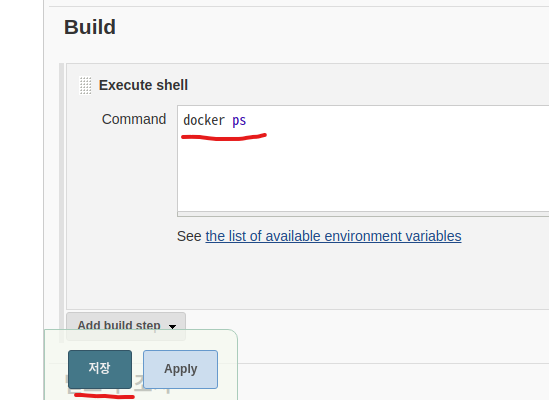 Build
Execute shell
Command
docker ps
See the list of available environment variables
Add build step
저장 Apply